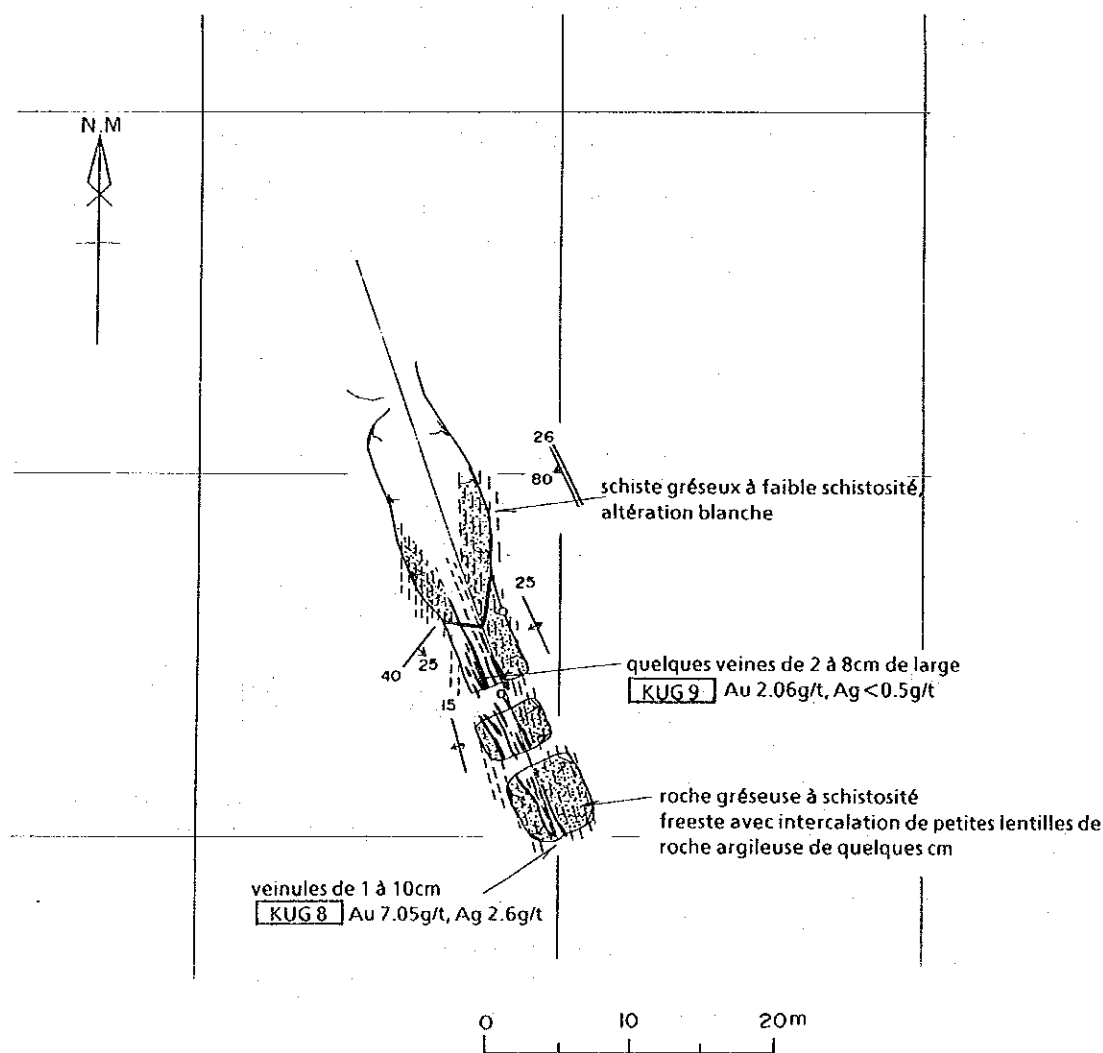 N.M
26
80
schiste gréseux à faible schistosité,
altération blanche
25
40
25
quelques veines de 2 à 8cm de large
KUG 9 Au 2.06g/t, Ag<0.5g/t
15
roche gréseuse à schistosité
freeste avec intercalation de petites lentilles de
roche argileuse de quelques cm
veinules de 1 à 10cm
KUG 8 Au 7.05g/t, Ag 2.6g/t
0 10 20m